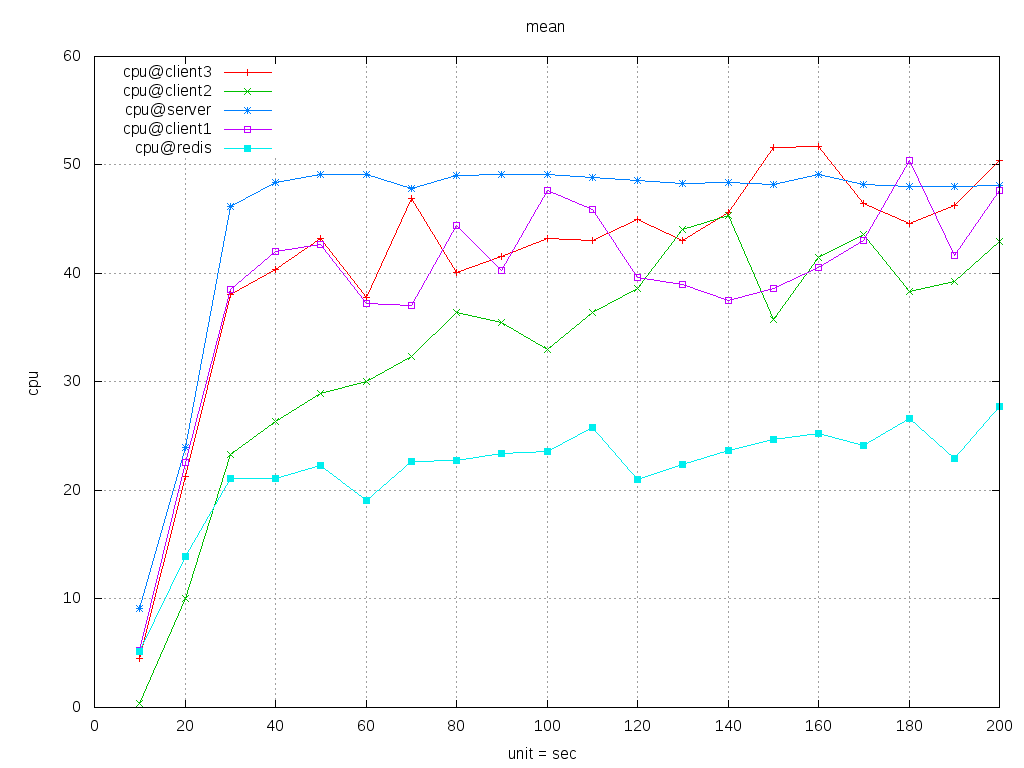 mean
60
50
40
30
20
10
0
cpu@client3
cpu@client2
cpu@server
cpu@client1
cpu@redis
cpu
0 20 40 60 80 100 120 140 160 180 200
unit = sec